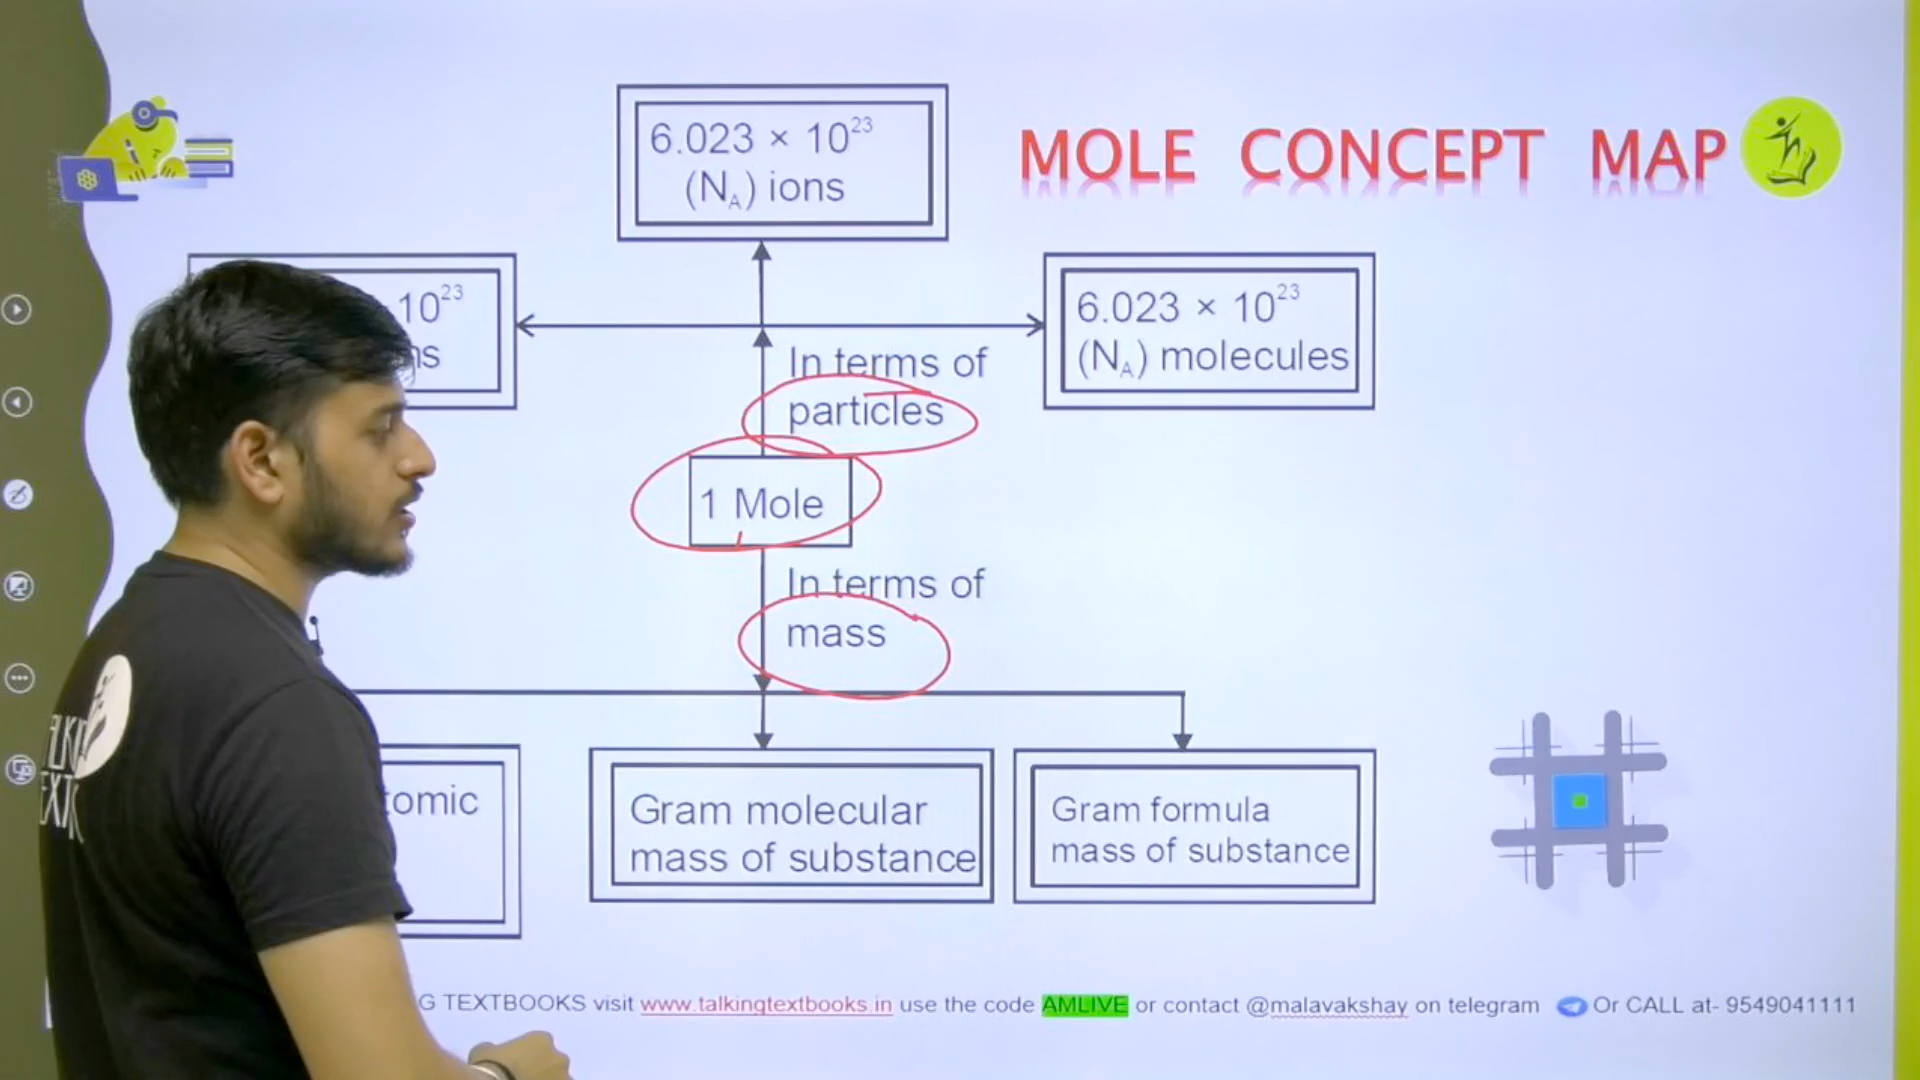 6.023 × 10²³
(Nₐ) ions
MOLE CONCEPT MAP
10²³
ns
6.023 × 10²³
(Nₐ) molecules
In terms of
particles
1 Mole
In terms of
mass
tomic
Gram molecular
mass of substance
Gram formula
mass of substance
G TEXTBOOKS visit www.talkingtextbooks.in use the code AMLIVE or contact @malavakshay on telegram Or CALL at- 9549041111